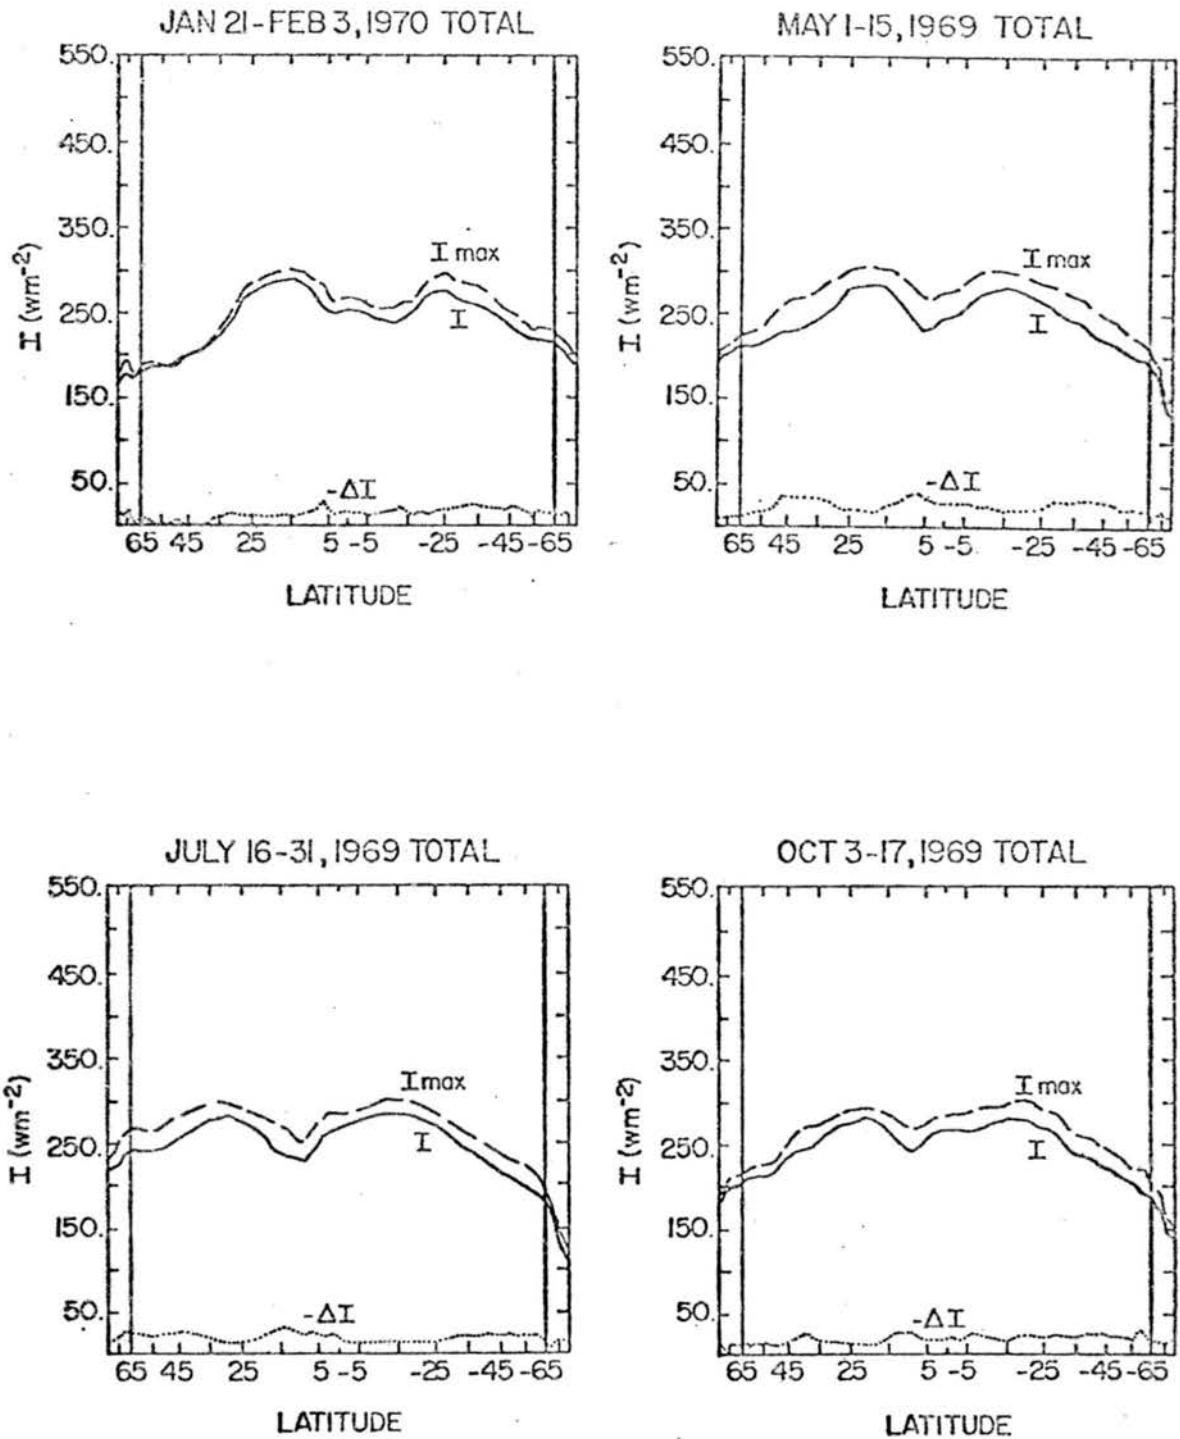 JAN 21-FEB 3, 1970 TOTAL
550.
450.
350.
250.
150.
50.
I (wm-2)
I max
I
-ΔI
65 45 25 5 -5 -25 -45 -65
LATITUDE
MAY 1-15, 1969 TOTAL
550.
450.
350.
250.
150.
50.
I (wm-2)
I max
I
-ΔI
65 45 25 5 -5 -25 -45 -65
LATITUDE
JULY 16-31, 1969 TOTAL
550.
450.
350.
250.
150.
50.
I (wm-2)
I max
I
-ΔI
65 45 25 5 -5 -25 -45 -65
LATITUDE
OCT 3-17, 1969 TOTAL
550.
450.
350.
250.
150.
50.
I (wm-2)
I max
I
-ΔI
65 45 25 5 -5 -25 -45 -65
LATITUDE